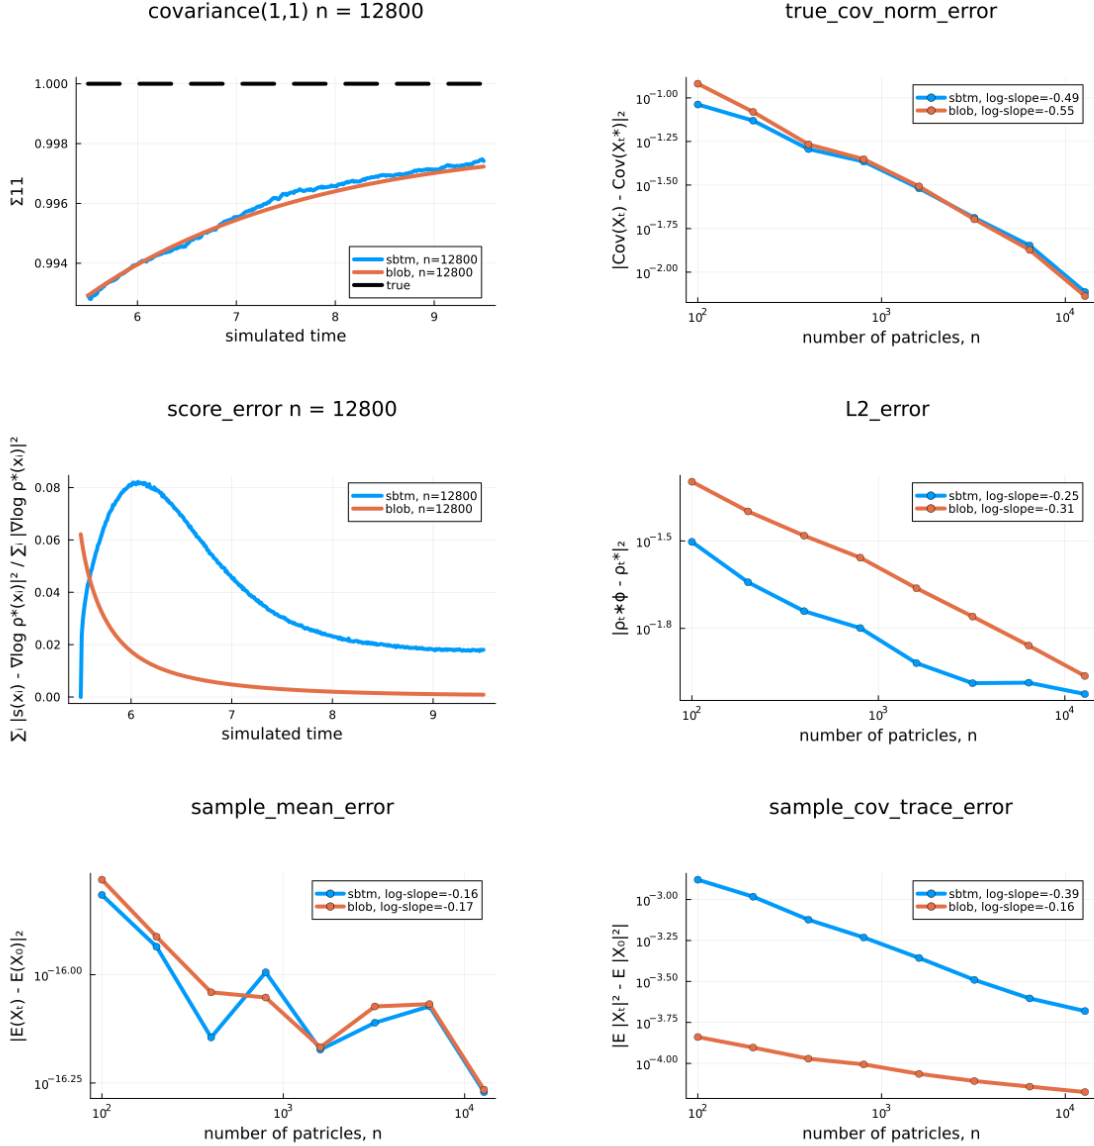 covariance(1,1) n = 12800
Σ11
1.000
0.998
0.996
0.994
6
7
8
9
simulated time
sbtm, n=12800
blob, n=12800
true
true_cov_norm_error
|Cov(Xₜ) - Cov(Xₜ*)|₂
10⁻¹·⁰⁰
10⁻¹·²⁵
10⁻¹·⁵⁰
10⁻¹·⁷⁵
10⁻²·⁰⁰
10²
10³
10⁴
number of patricles, n
sbtm, log-slope=-0.49
blob, log-slope=-0.55
score_error n = 12800
∑ᵢ |s(xᵢ) - ∇log ρ*(xᵢ)|² / ∑ᵢ |∇log ρ*(xᵢ)|²
0.08
0.06
0.04
0.02
0.00
6
7
8
9
simulated time
sbtm, n=12800
blob, n=12800
L2_error
|ρₜ∗ϕ - ρₜ*|₂
10⁻¹·⁵
10⁻¹·⁸
10²
10³
10⁴
number of patricles, n
sbtm, log-slope=-0.25
blob, log-slope=-0.31
sample_mean_error
|E(Xₜ) - E(X₀)|₂
10⁻¹⁶·⁰⁰
10⁻¹⁶·²⁵
10²
10³
10⁴
number of patricles, n
sbtm, log-slope=-0.16
blob, log-slope=-0.17
sample_cov_trace_error
|E |Xₜ|² - E |X₀|²|
10⁻³·⁰⁰
10⁻³·²⁵
10⁻³·⁵⁰
10⁻³·⁷⁵
10⁻⁴·⁰⁰
10²
10³
10⁴
number of patricles, n
sbtm, log-slope=-0.39
blob, log-slope=-0.16